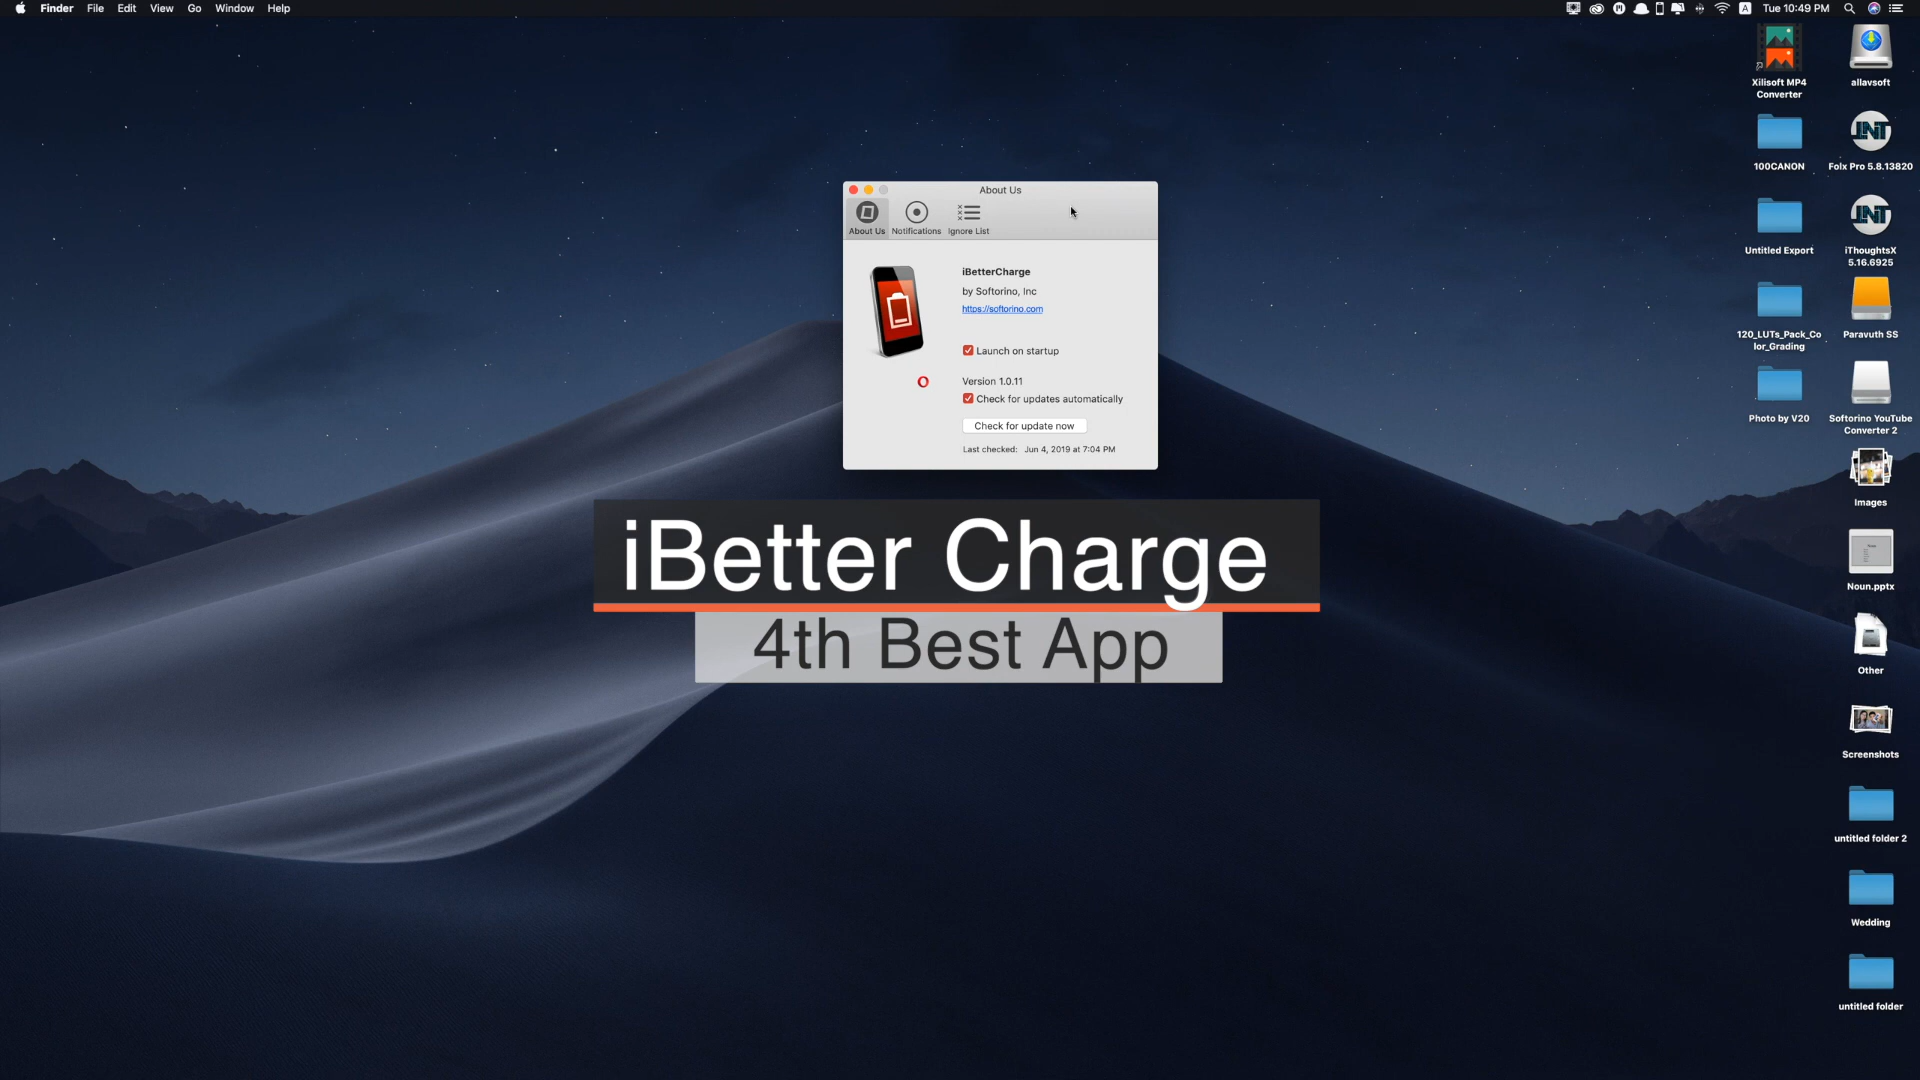 Finder File Edit View Go Window Help
Tue 10:49 PM
Xilisoft MP4
Converter
allavsoft
100CANON
Folx Pro 5.8.13820
Untitled Export
iThoughtsX
5.16.6925
120_LUTs_Pack_Co
lor_Grading
Paravuth SS
Photo by V20
Softorino YouTube
Converter 2
Images
Noun.pptx
Other
Screenshots
untitled folder 2
Wedding
untitled folder
About Us
About Us Notifications Ignore List
iBetterCharge
by Softorino, Inc
https://softorino.com
Launch on startup
Version 1.0.11
Check for updates automatically
Check for update now
Last checked: Jun 4, 2019 at 7:04 PM
iBetter Charge
4th Best App